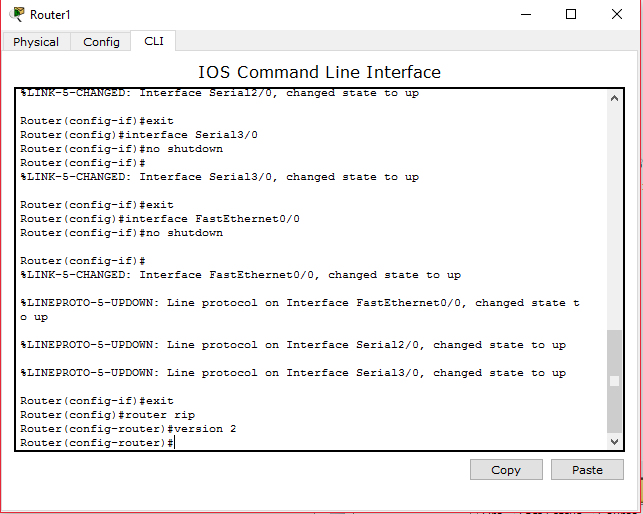 Router1
Physical Config CLI
IOS Command Line Interface
%LINK-5-CHANGED: Interface Serial2/0, changed state to up
Router(config-if)#exit
Router(config)#interface Serial3/0
Router(config-if)#no shutdown
Router(config-if)#
%LINK-5-CHANGED: Interface Serial3/0, changed state to up
Router(config-if)#exit
Router(config)#interface FastEthernet0/0
Router(config-if)#no shutdown
Router(config-if)#
%LINK-5-CHANGED: Interface FastEthernet0/0, changed state to up
%LINEPROTO-5-UPDOWN: Line protocol on Interface FastEthernet0/0, changed state t
o up
%LINEPROTO-5-UPDOWN: Line protocol on Interface Serial2/0, changed state to up
%LINEPROTO-5-UPDOWN: Line protocol on Interface Serial3/0, changed state to up
Router(config-if)#exit
Router(config)#router rip
Router(config-router)#version 2
Router(config-router)#
Copy Paste